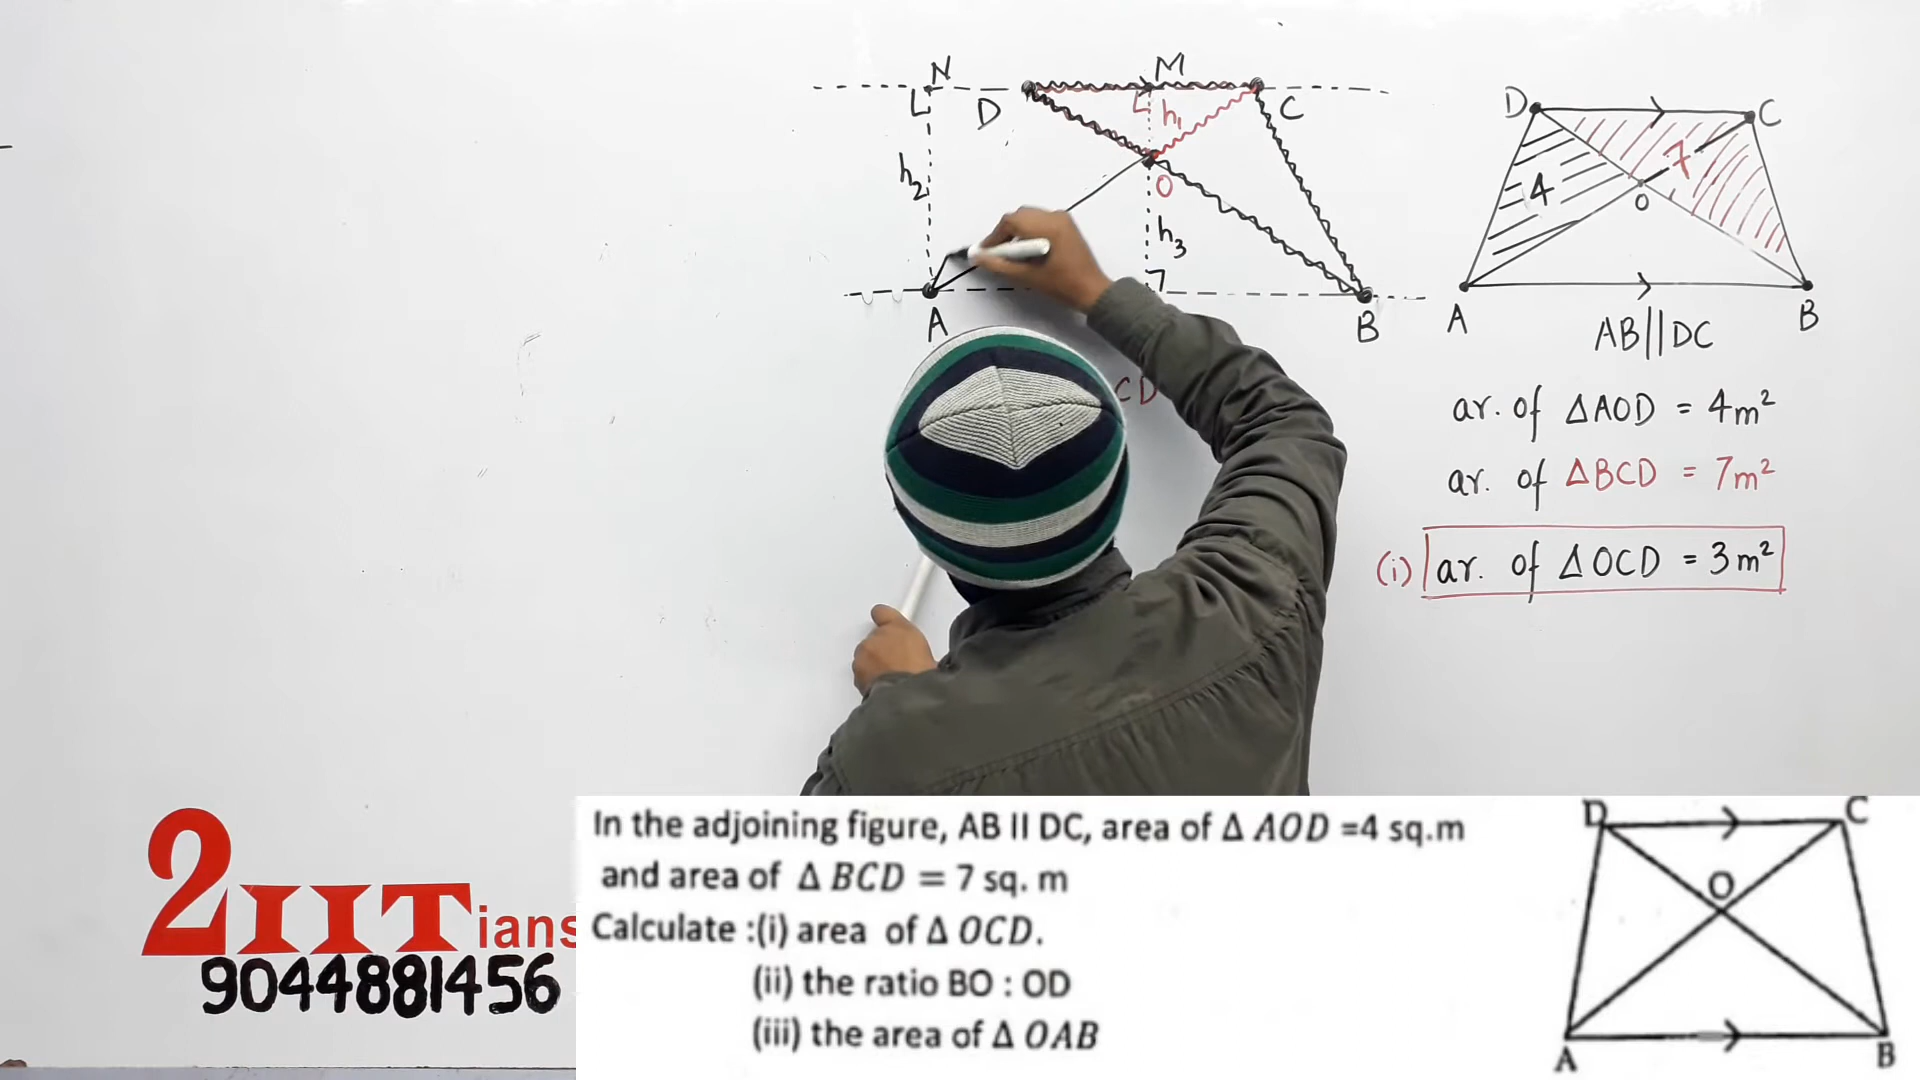 N
M
D
C
h₁
h₂
O
h₃
A
B
CD
D
C
4
7
O
A
B
AB||DC
ar. of ΔAOD = 4m²
ar. of ΔBCD = 7m²
(i) ar. of ΔOCD = 3m²
2IITians
9044881456
In the adjoining figure, AB II DC, area of Δ AOD =4 sq.m
and area of Δ BCD = 7 sq. m
Calculate :(i) area of Δ OCD.
(ii) the ratio BO : OD
(iii) the area of Δ OAB
D
C
O
A
B